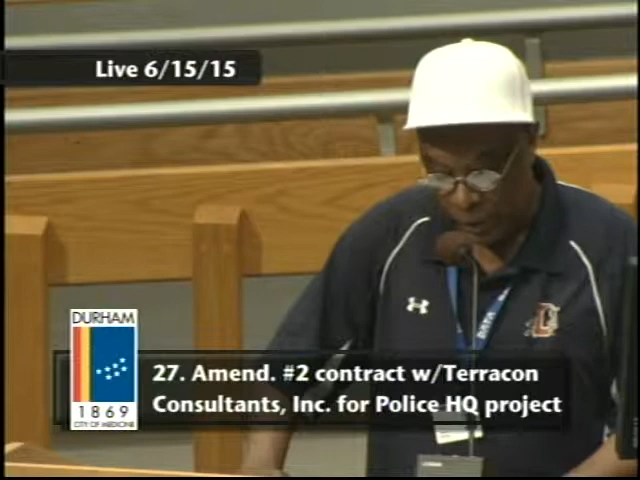 Live 6/15/15
DURHAM
1869
CITY OF MEDICINE
27. Amend. #2 contract w/Terracon
Consultants, Inc. for Police HQ project
D